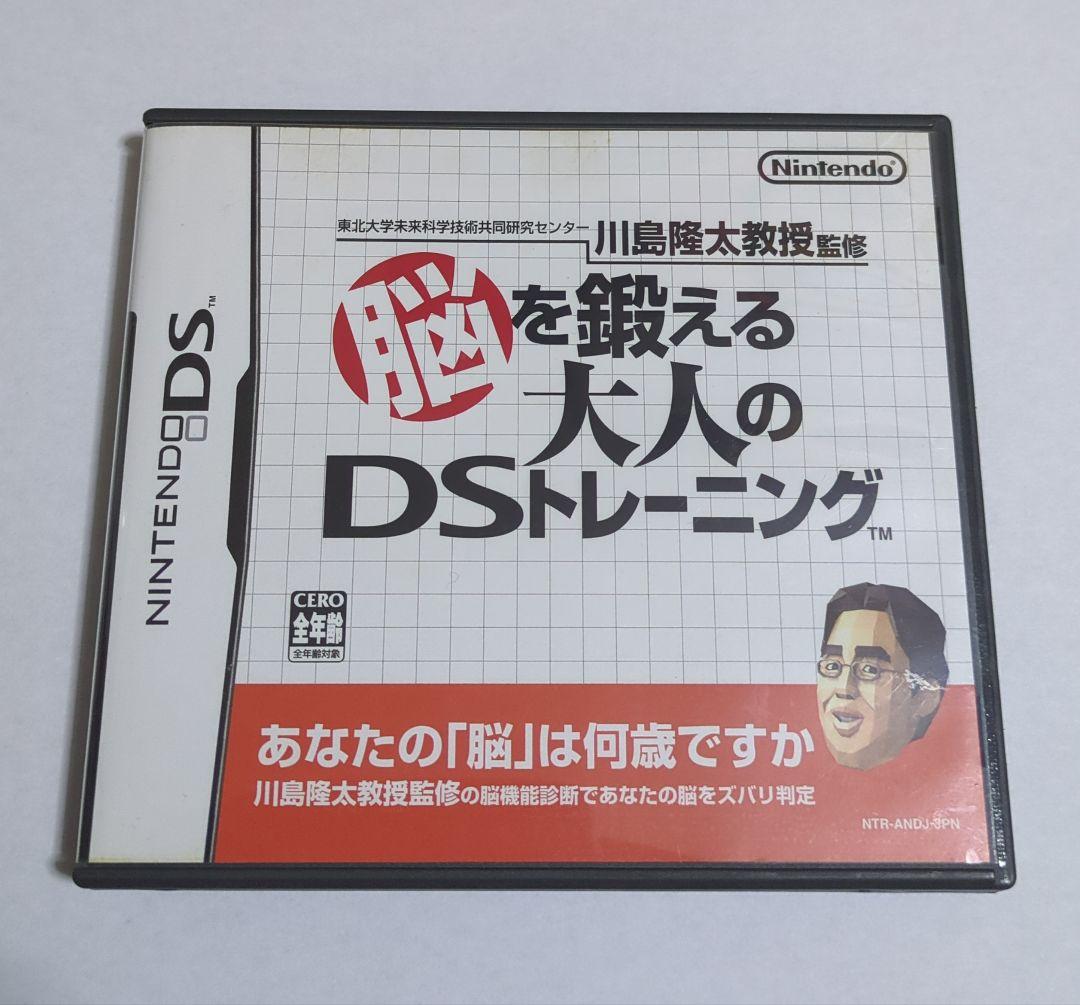 NINTENDO DS™
Nintendo®
東北大学未来科学技術共同研究センター
川島隆太教授監修
脳を鍛える
大人の
DSトレーニング™
CERO
全年齢
全年齢対象
あなたの「脳」は何歳ですか
川島隆太教授監修の脳機能診断であなたの脳をズバリ判定
NTR-ANDJ-JPN